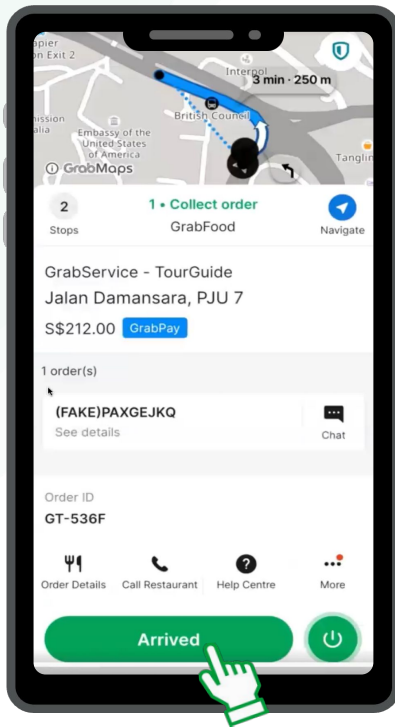 apier
on Exit 2
Interpol
3 min · 250 m
mission
alia
British Council
Embassy of the
United States
of America
Tanglin
GrabMaps
2
Stops
1 • Collect order
GrabFood
Navigate
GrabService - TourGuide
Jalan Damansara, PJU 7
S$212.00 GrabPay
1 order(s)
(FAKE)PAXGEJKQ
See details
Chat
Order ID
GT-536F
Order Details Call Restaurant Help Centre More
Arrived